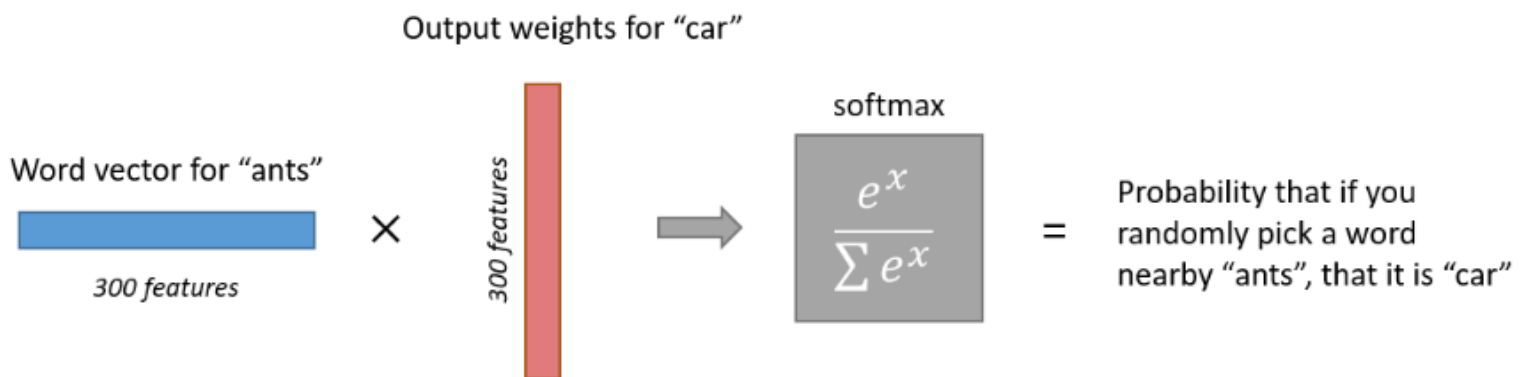 Output weights for “car”
softmax
Word vector for “ants”
300 features
×
300 features
e^x
∑ e^x
=
Probability that if you
randomly pick a word
nearby “ants”, that it is “car”